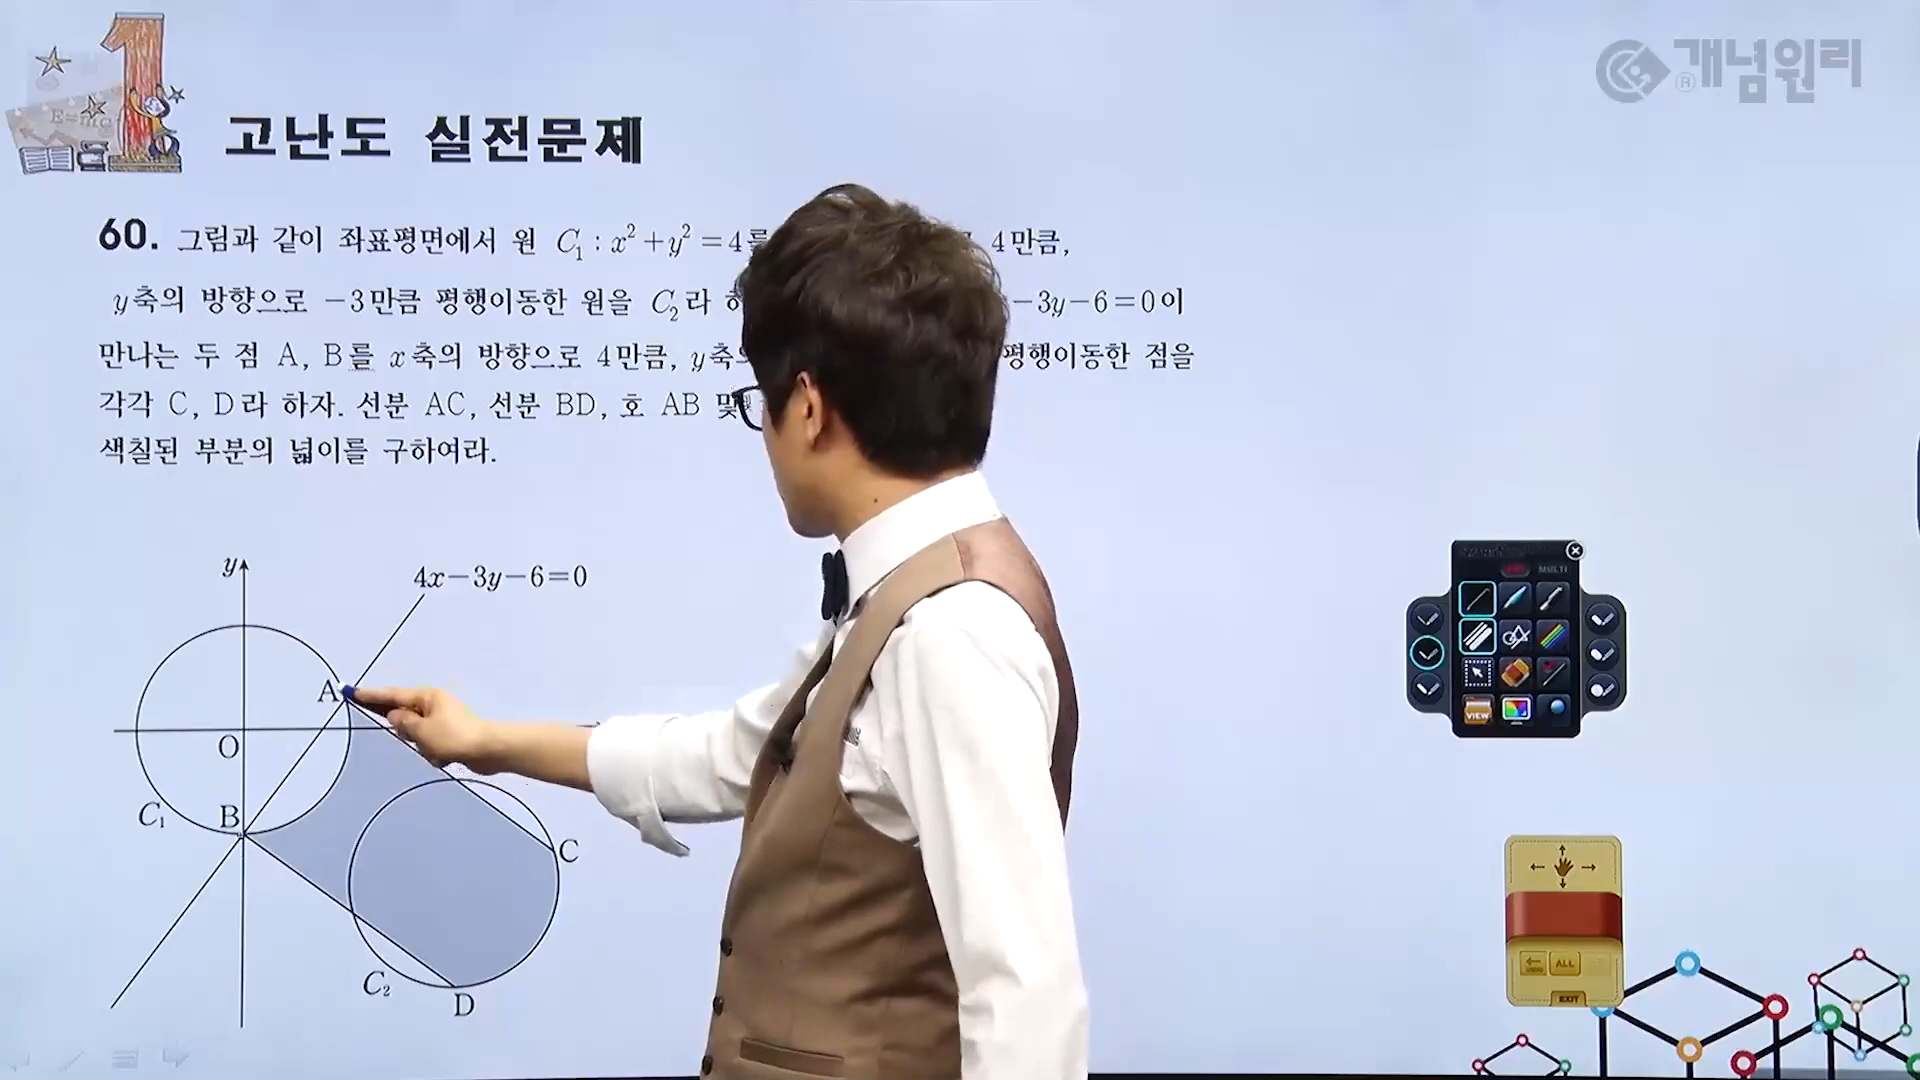 개념원리
®
E=mc
고난도 실전문제
60. 그림과 같이 좌표평면에서 원 C₁ : x²+y²=4를 4만큼,
y축의 방향으로 −3만큼 평행이동한 원을 C₂라 하 −3y−6=0이
만나는 두 점 A, B를 x축의 방향으로 4만큼, y축의 평행이동한 점을
각각 C, D라 하자. 선분 AC, 선분 BD, 호 AB 및
색칠된 부분의 넓이를 구하여라.
y
4x−3y−6=0
A
O
C₁
B
C
C₂
D
MULTI
VIEW
ALL
EXIT